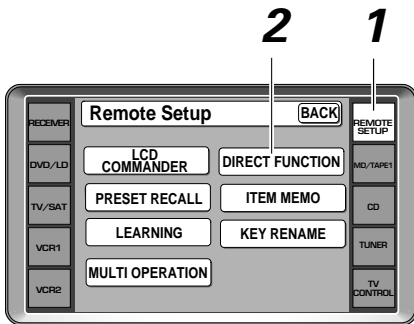 2 1
RECEIVER
DVD/LD
TV/SAT
VCR1
VCR2
Remote Setup BACK
LCD
COMMANDER
DIRECT FUNCTION
PRESET RECALL
ITEM MEMO
LEARNING
KEY RENAME
MULTI OPERATION
REMOTE
SETUP
MD/TAPE1
CD
TUNER
TV
CONTROL